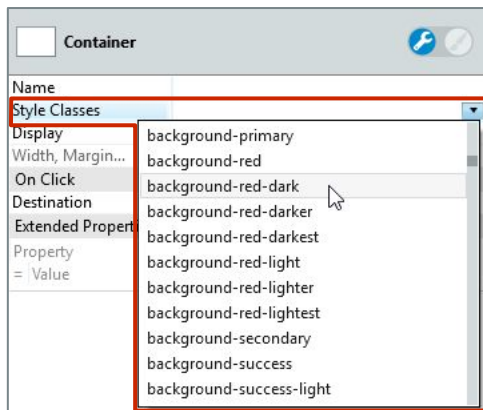 Container
Name
Style Classes
Display
Width, Margin...
On Click
Destination
Extended Properti
Property
= Value
background-primary
background-red
background-red-dark
background-red-darker
background-red-darkest
background-red-light
background-red-lighter
background-red-lightest
background-secondary
background-success
background-success-light